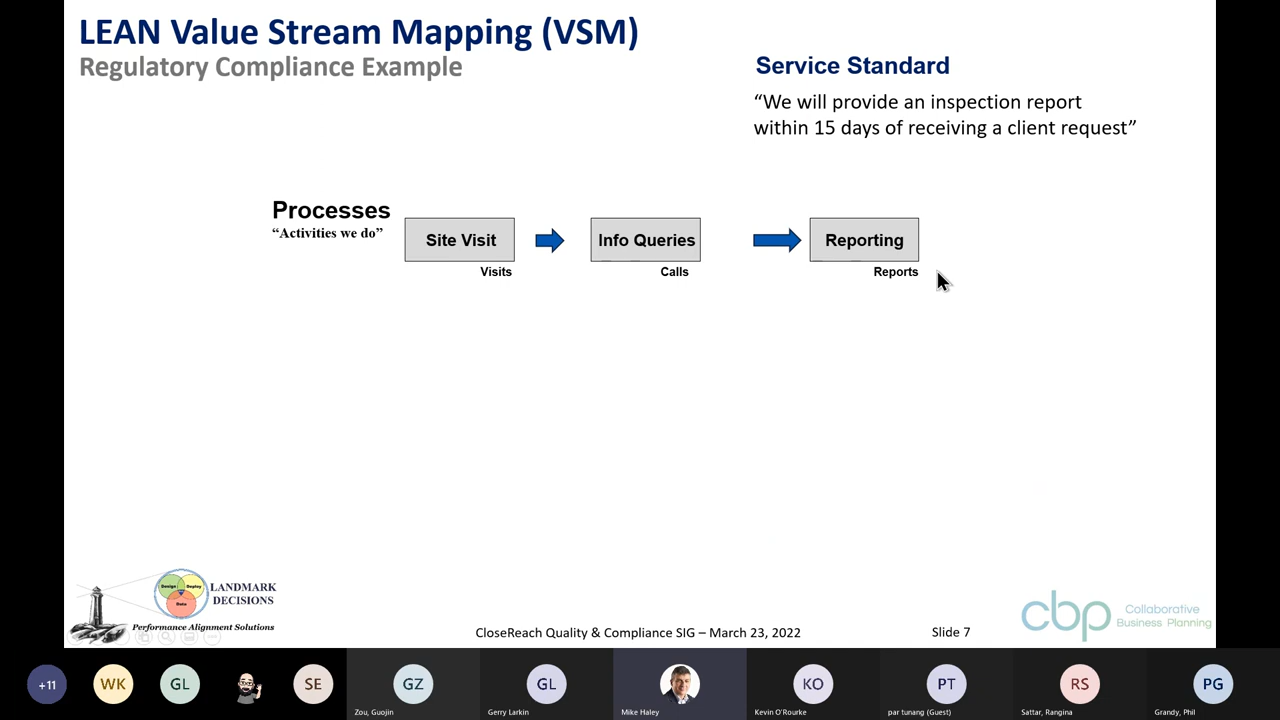 LEAN Value Stream Mapping (VSM)
Regulatory Compliance Example
Service Standard
“We will provide an inspection report
within 15 days of receiving a client request”
Processes
“Activities we do”
Site Visit
Info Queries
Reporting
Visits
Calls
Reports
Design
Deploy
Data
LANDMARK
DECISIONS
Performance Alignment Solutions
CloseReach Quality & Compliance SIG – March 23, 2022
Slide 7
cbp
Collaborative
Business Planning
+11
WK
GL
SE
GZ
GL
KO
PT
RS
PG
Zou, Guojin
Gerry Larkin
Mike Haley
Kevin O'Rourke
par tunang (Guest)
Sattar, Rangina
Grandy, Phil